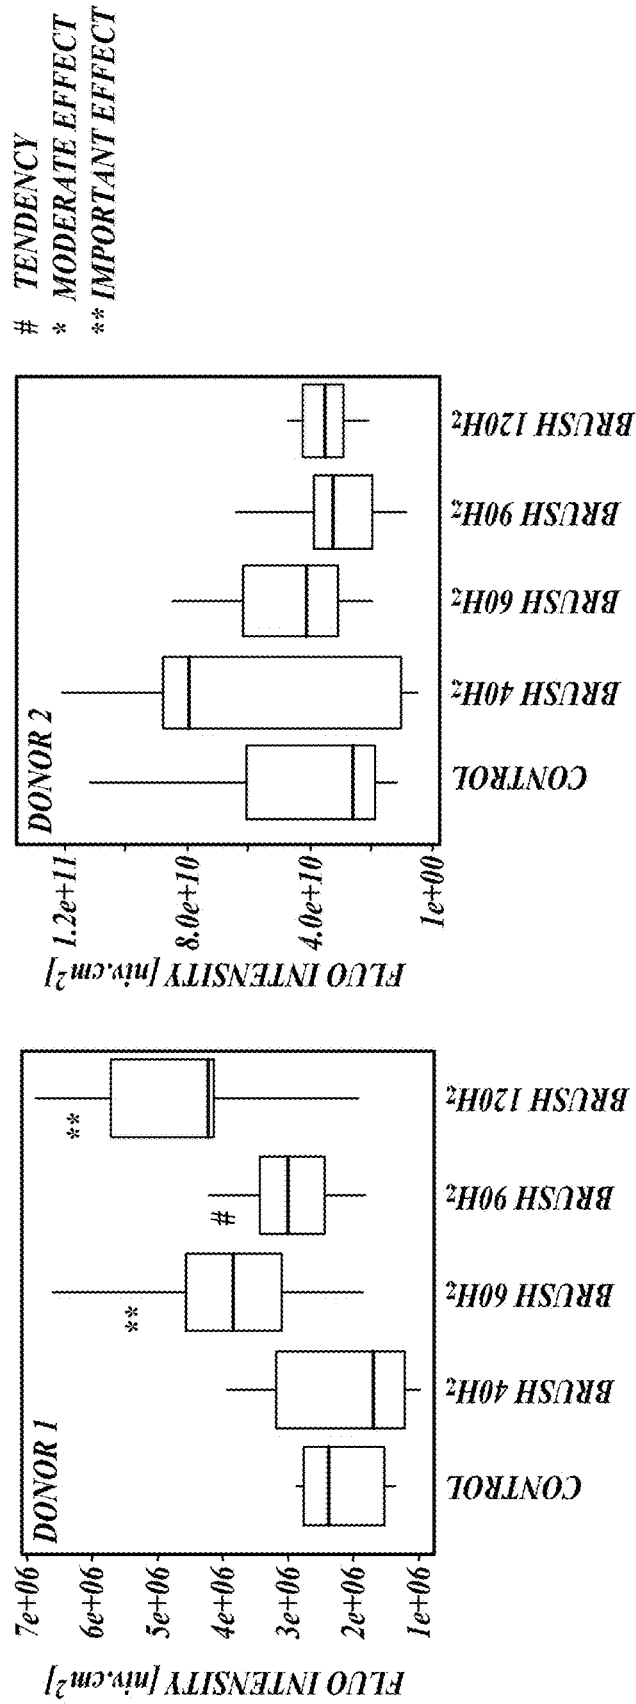 DONOR 1
FLUO INTENSITY [niv.cm²]
7e+06
6e+06
5e+06
4e+06
3e+06
2e+06
1e+06
**
#
**
CONTROL
BRUSH 40Hz
BRUSH 60Hz
BRUSH 90Hz
BRUSH 120Hz
DONOR 2
FLUO INTENSITY [niv.cm²]
1.2e+11
8.0e+10
4.0e+10
1e+00
CONTROL
BRUSH 40Hz
BRUSH 60Hz
BRUSH 90Hz
BRUSH 120Hz
# TENDENCY
* MODERATE EFFECT
** IMPORTANT EFFECT